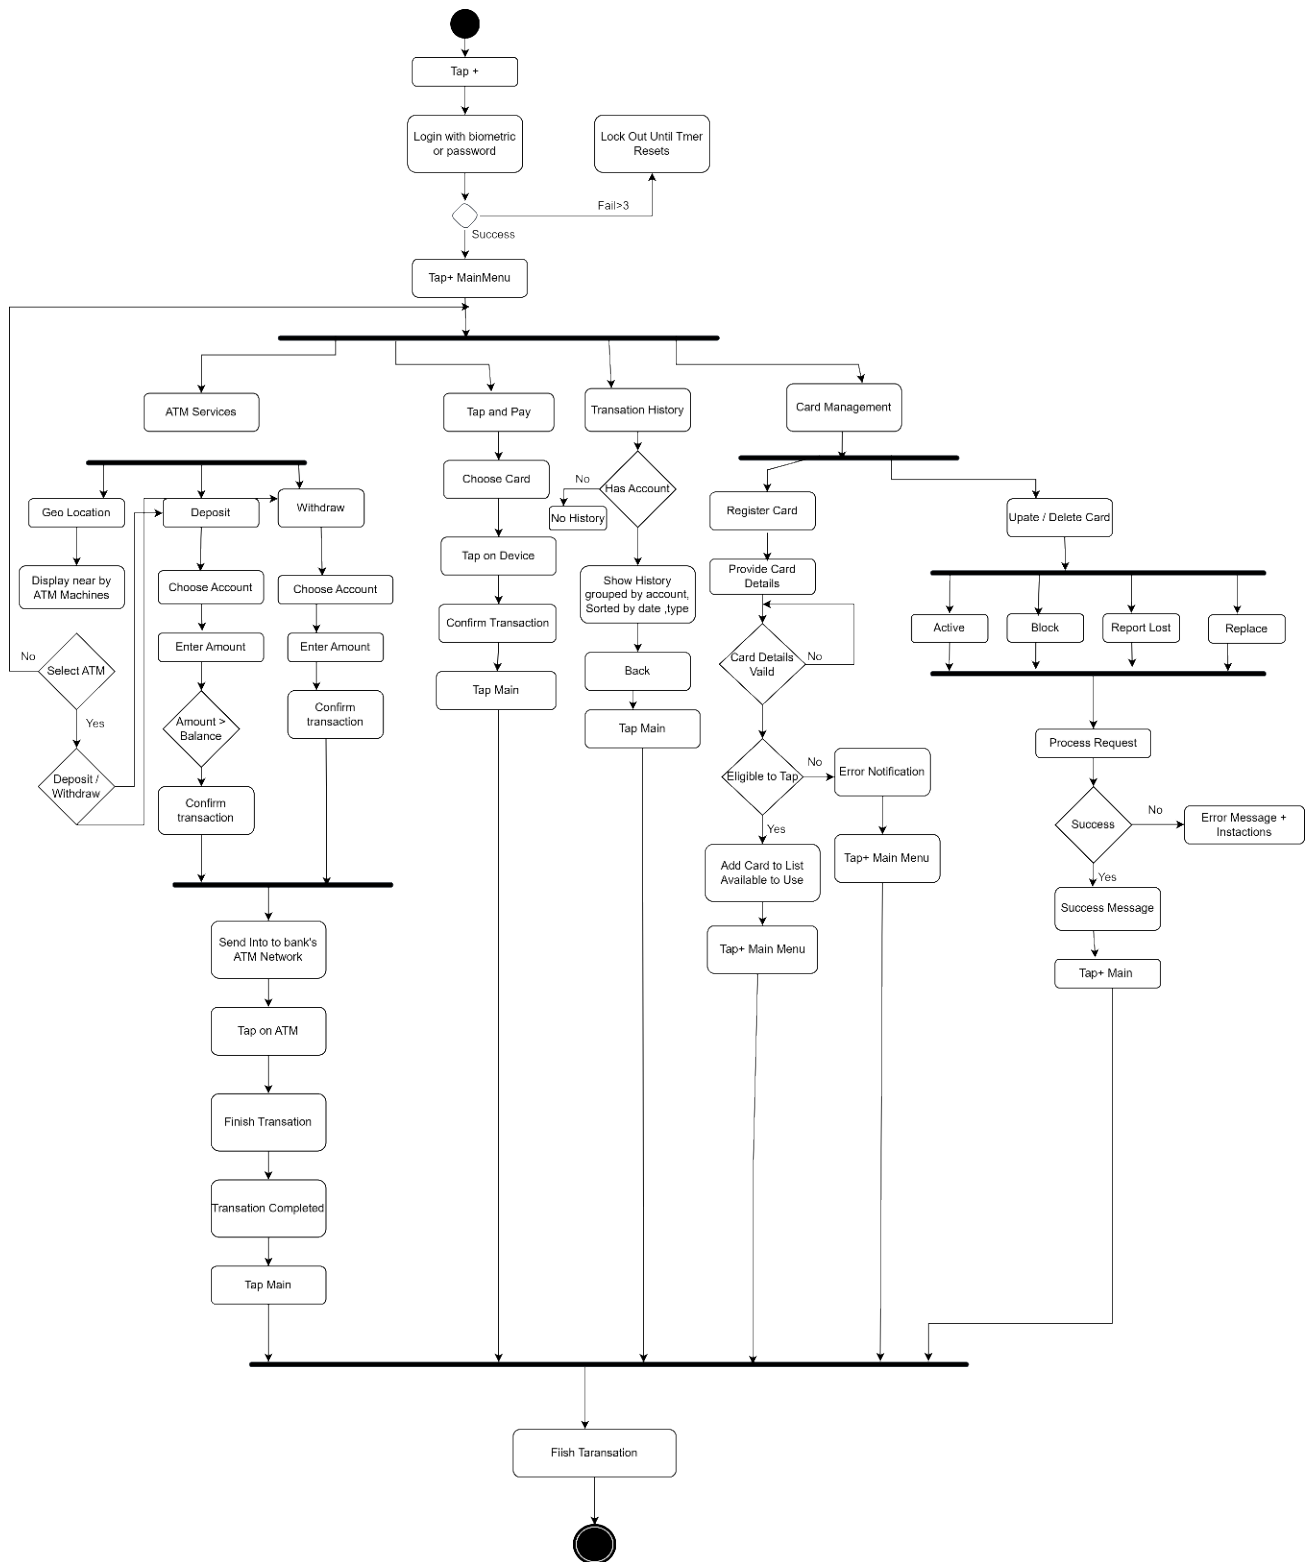 Tap +
Login with biometric
or password
Lock Out Until Tmer
Resets
Fail>3
Success
Tap+ MainMenu
ATM Services
Tap and Pay
Transation History
Card Management
Choose Card
No
Has Account
No History
Geo Location
Deposit
Withdraw
Register Card
Upate / Delete Card
Tap on Device
Display near by
ATM Machines
Choose Account
Choose Account
Show History
grouped by account,
Sorted by date ,type
Provide Card
Details
Confirm Transaction
Active
Block
Report Lost
Replace
Enter Amount
Enter Amount
No
Select ATM
Back
Card Details
Vaild
No
Tap Main
Yes
Amount >
Balance
Confirm
transaction
Tap Main
Process Request
Deposit /
Withdraw
Eligible to Tap
No
Error Notification
Confirm
transaction
Success
No
Error Message +
Instactions
Yes
Add Card to List
Available to Use
Tap+ Main Menu
Yes
Success Message
Send Into to bank's
ATM Network
Tap+ Main Menu
Tap+ Main
Tap on ATM
Finish Transation
Transation Completed
Tap Main
Fiish Taransation